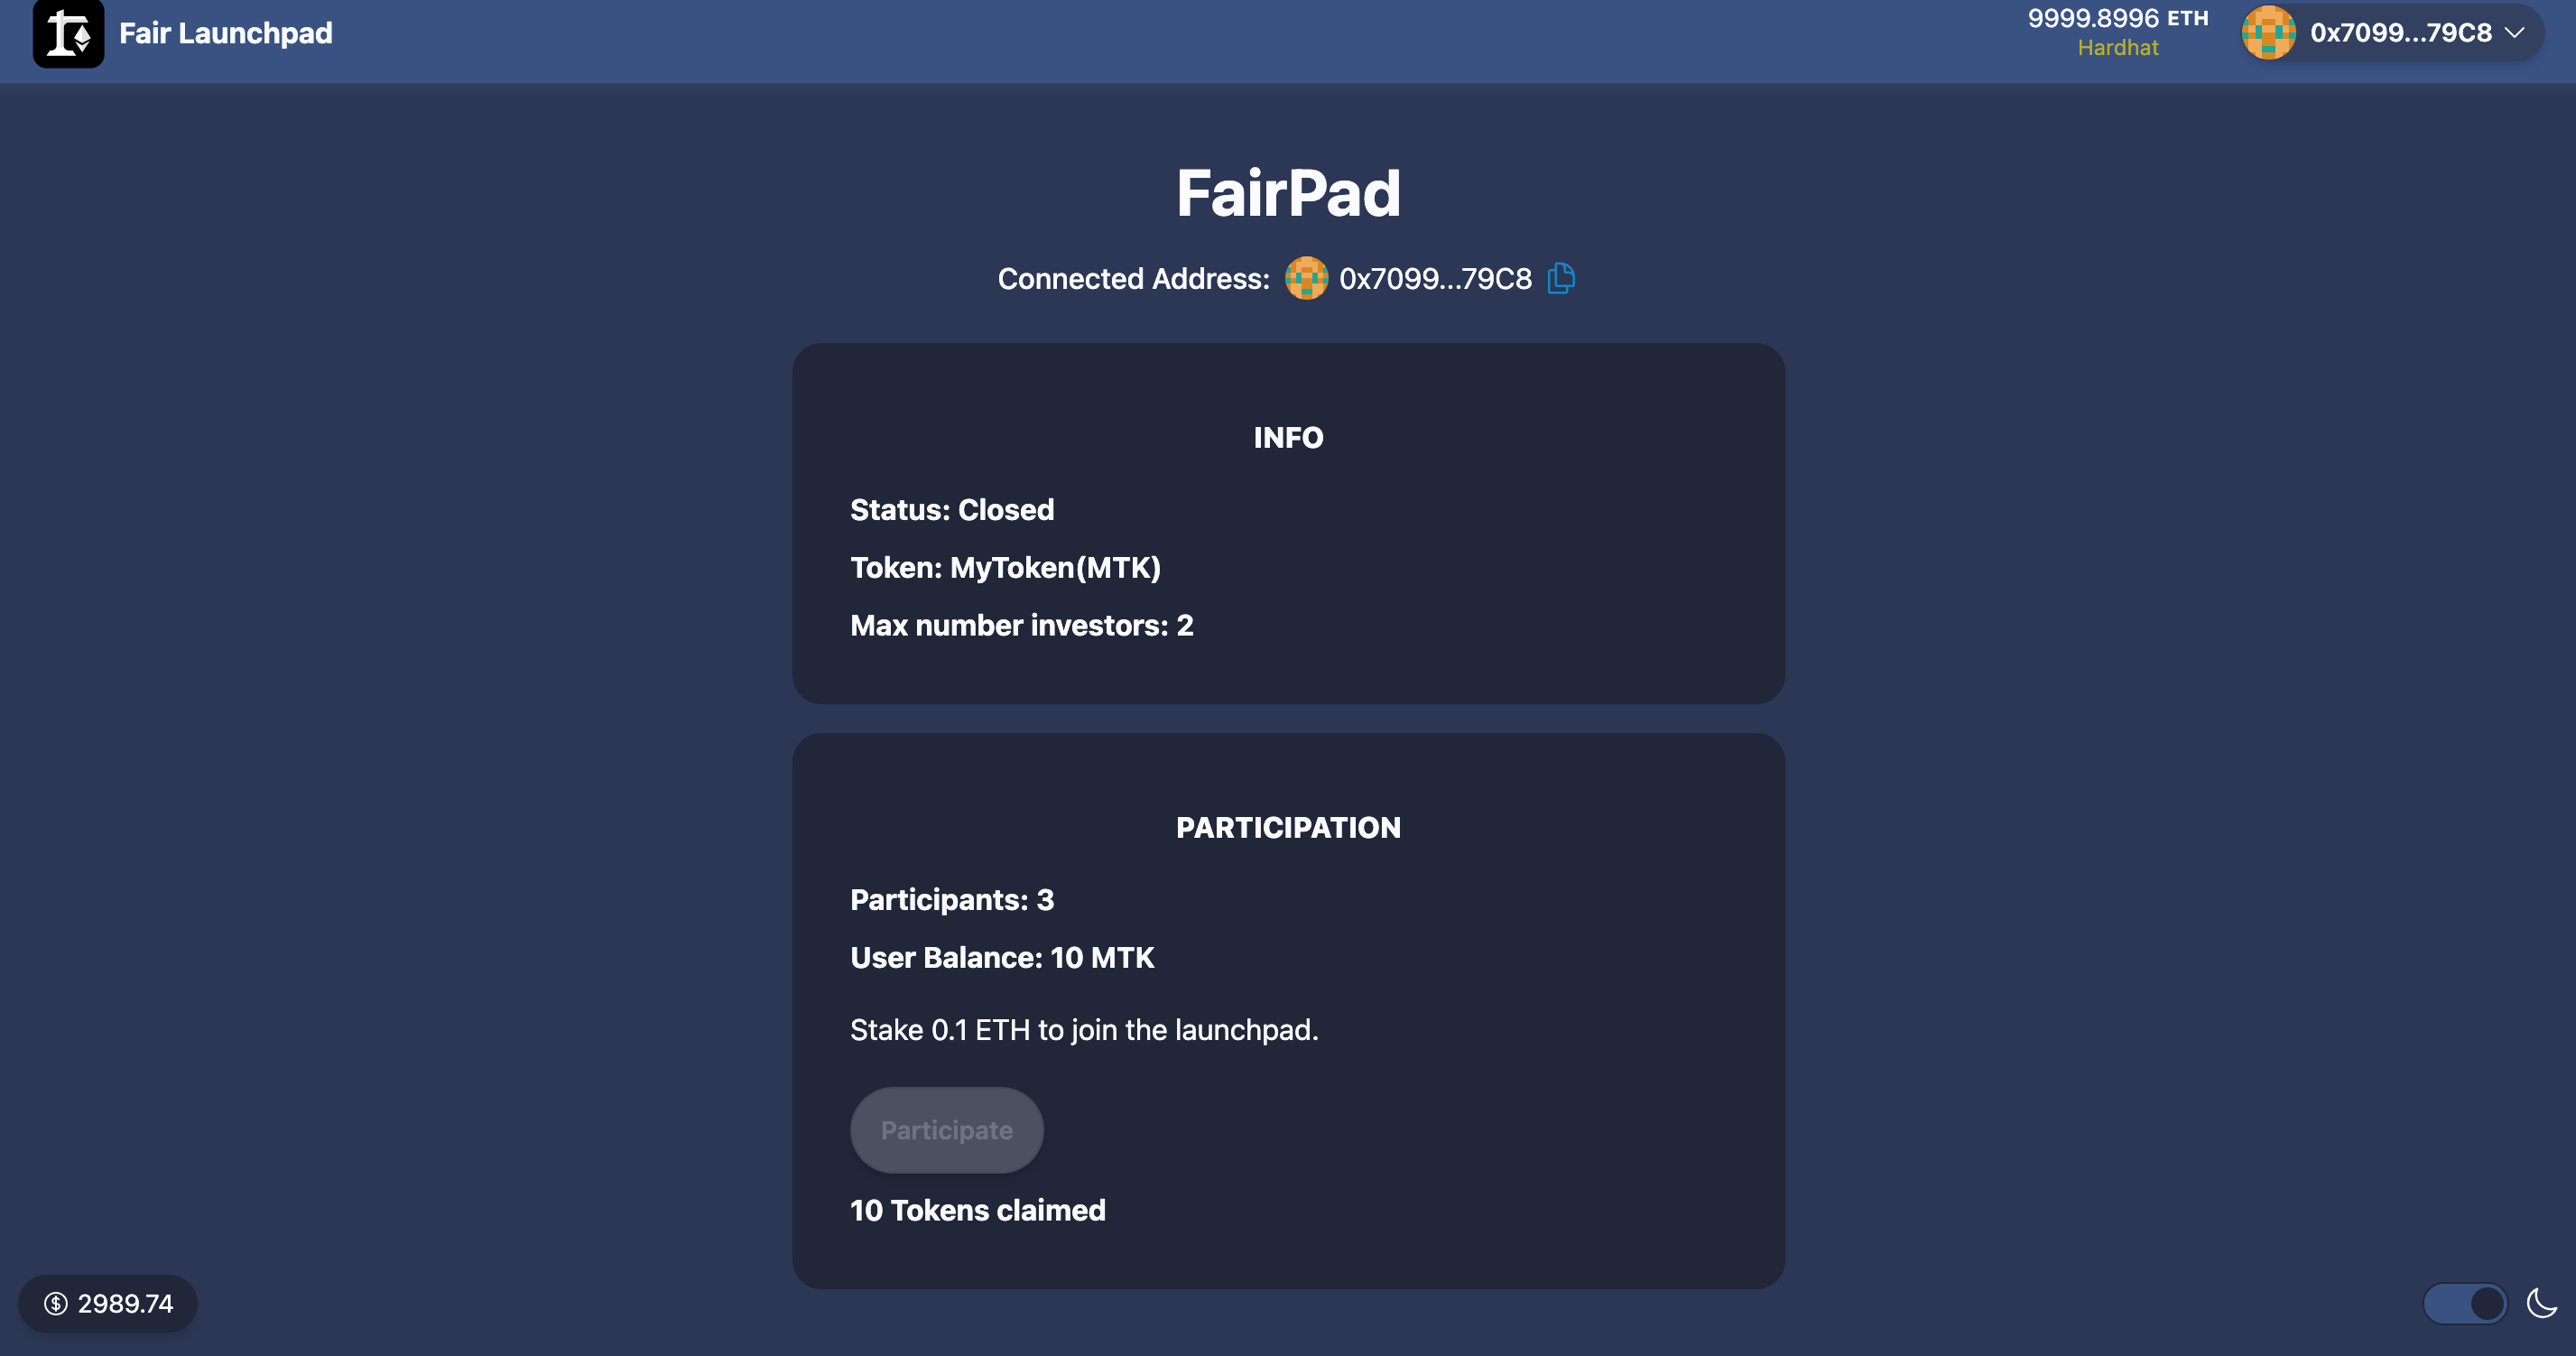 Fair Launchpad
9999.8996 ETH
Hardhat
0x7099...79C8
FairPad
Connected Address: 0x7099...79C8
INFO
Status: Closed
Token: MyToken(MTK)
Max number investors: 2
PARTICIPATION
Participants: 3
User Balance: 10 MTK
Stake 0.1 ETH to join the launchpad.
Participate
10 Tokens claimed
2989.74